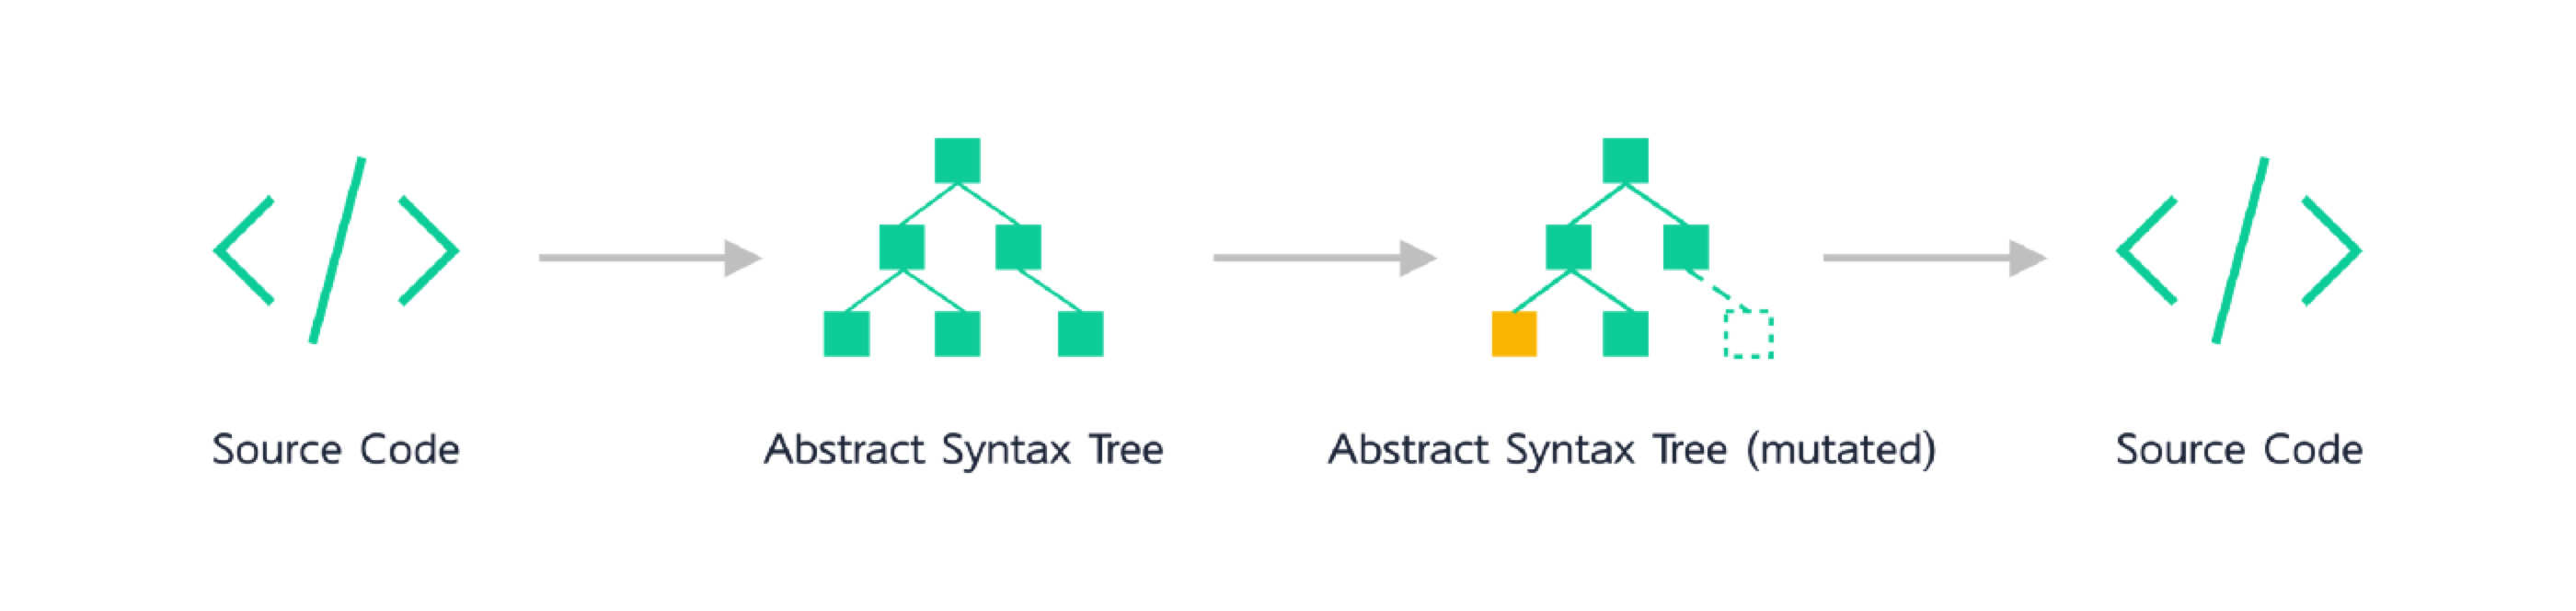 Source Code
Abstract Syntax Tree
Abstract Syntax Tree (mutated)
Source Code